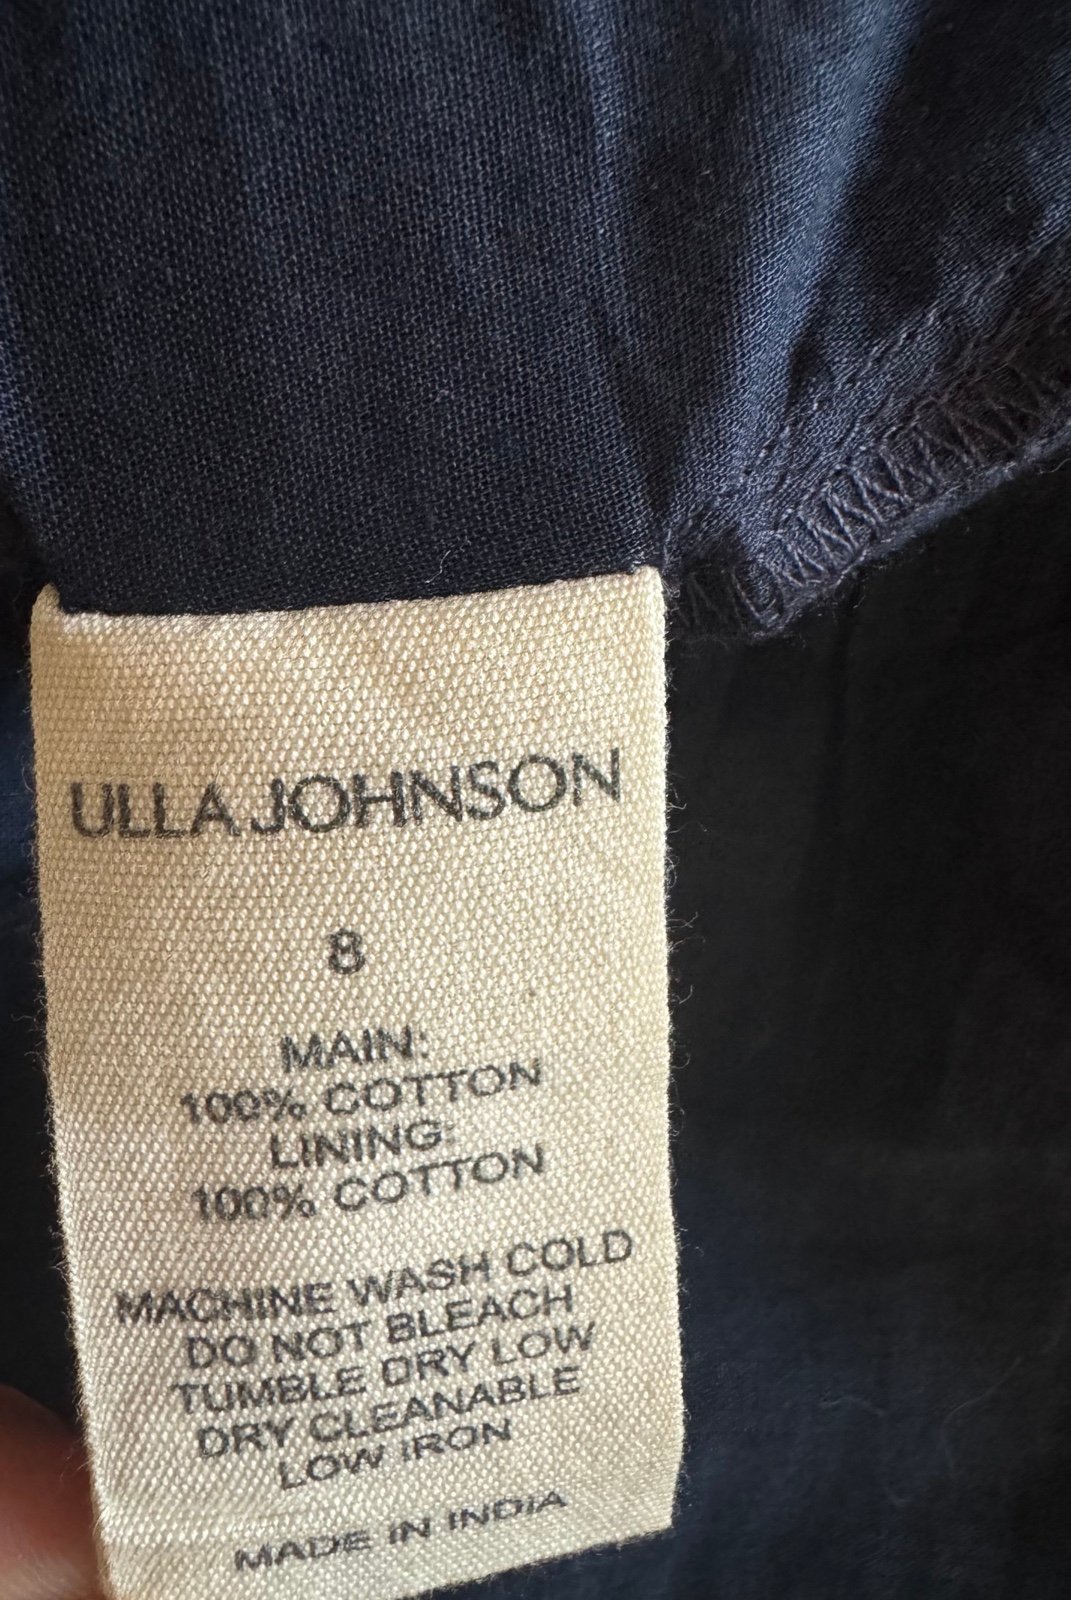 ULLA JOHNSON
8
MAIN:
100% COTTON
LINING:
100% COTTON
MACHINE WASH COLD
DO NOT BLEACH
TUMBLE DRY LOW
DRY CLEANABLE
LOW IRON
MADE IN INDIA